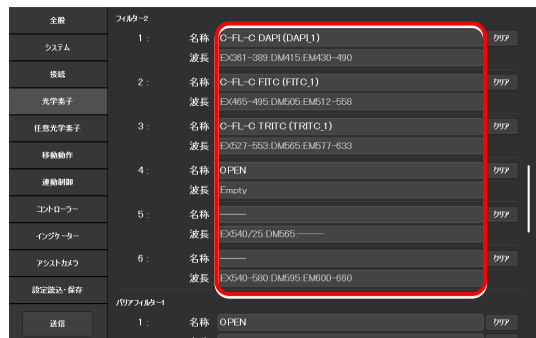 全般
システム
接続
光学素子
任意光学素子
移動動作
連動制御
コントローラー
インジケーター
アシストカメラ
設定読込・保存
送信
フィルター2
1 : 名称 C-FL-C DAPI (DAPI_1) クリア
波長 EX361-389:DM415:EM430-490
2 : 名称 C-FL-C FITC (FITC_1) クリア
波長 EX465-495:DM505:EM512-558
3 : 名称 C-FL-C TRITC (TRITC_1) クリア
波長 EX527-553:DM565:EM577-633
4 : 名称 OPEN クリア
波長 Empty
5 : 名称 ―― クリア
波長 EX540/25:DM565:――
6 : 名称 ―― クリア
波長 EX540-580:DM595:EM600-660
バリアフィルター1
1 : 名称 OPEN クリア